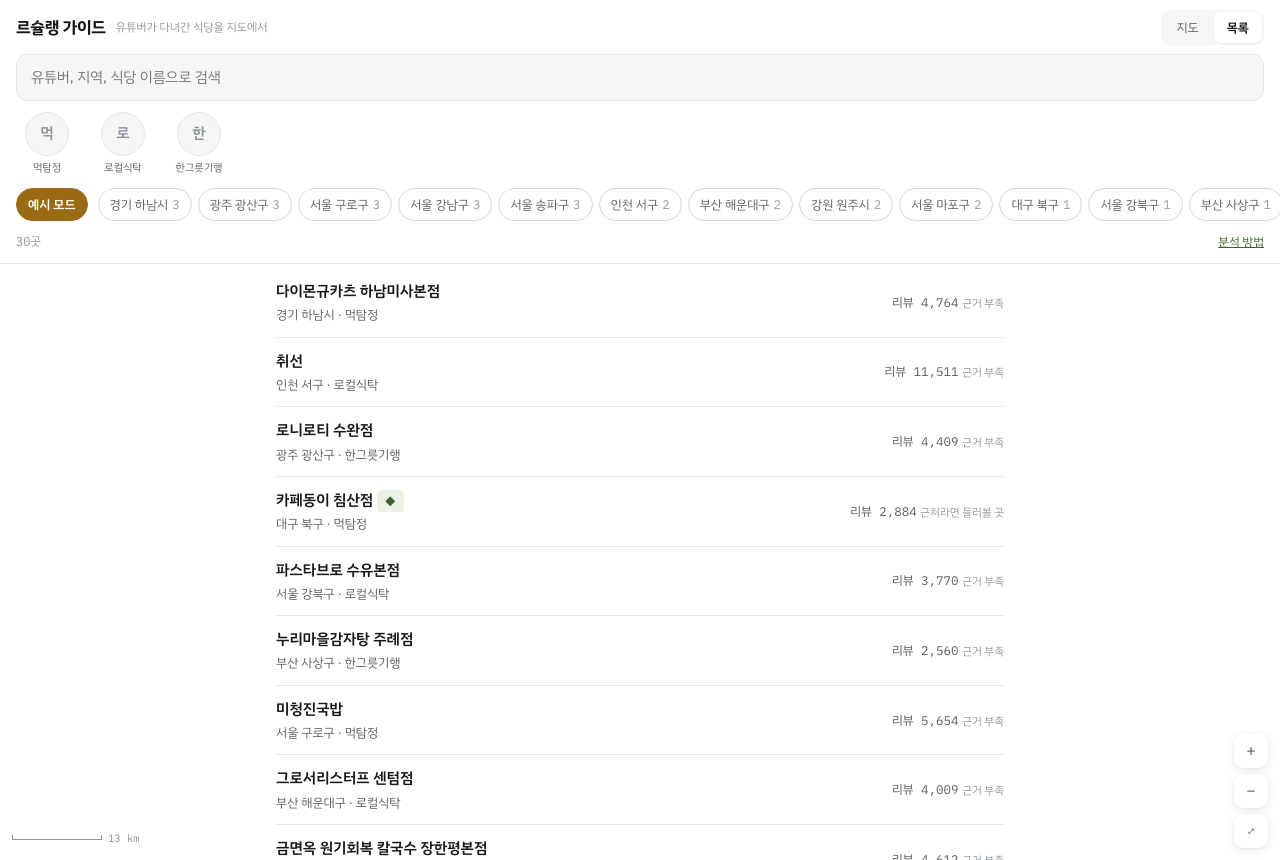 르슐랭 가이드 유튜버가 다녀간 식당을 지도에서
지도 목록
유튜버, 지역, 식당 이름으로 검색
먹 로 한
먹탐정 로컬식탁 한그릇기행
예시 모드 경기 하남시 3 광주 광산구 3 서울 구로구 3 서울 강남구 3 서울 송파구 3 인천 서구 2 부산 해운대구 2 강원 원주시 2 서울 마포구 2 대구 북구 1 서울 강북구 1 부산 사상구 1
30곳 분석 방법
다이몬규카츠 하남미사본점
경기 하남시 · 먹탐정
리뷰 4,764 근거 부족
취선
인천 서구 · 로컬식탁
리뷰 11,511 근거 부족
로니로티 수완점
광주 광산구 · 한그릇기행
리뷰 4,409 근거 부족
카페동이 침산점 ◆
대구 북구 · 먹탐정
리뷰 2,884 근처라면 들러볼 곳
파스타브로 수유본점
서울 강북구 · 로컬식탁
리뷰 3,770 근거 부족
누리마을감자탕 주례점
부산 사상구 · 한그릇기행
리뷰 2,560 근거 부족
미청진국밥
서울 구로구 · 먹탐정
리뷰 5,654 근거 부족
그로서리스터프 센텀점
부산 해운대구 · 로컬식탁
리뷰 4,009 근거 부족
금면옥 원기회복 칼국수 장한평본점
리뷰 4,612 근거 부족
+
−
13 km